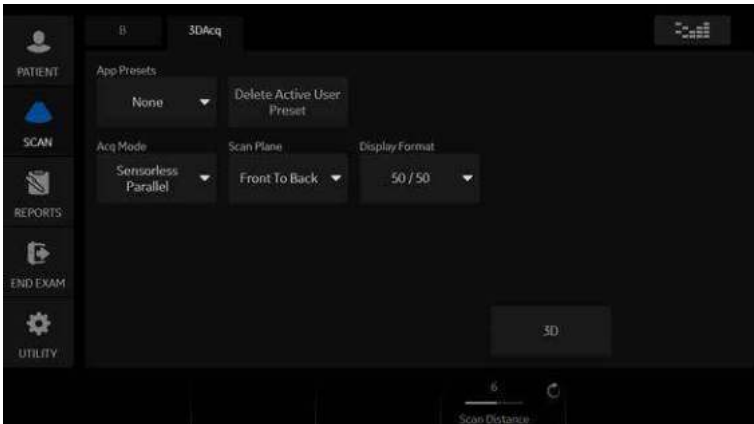 B
3DAcq
PATIENT
App Presets
None
Delete Active User
Preset
SCAN
Acq Mode
Scan Plane
Display Format
Sensorless
Parallel
Front To Back
50 / 50
REPORTS
END EXAM
3D
UTILITY
6
Scan Distance